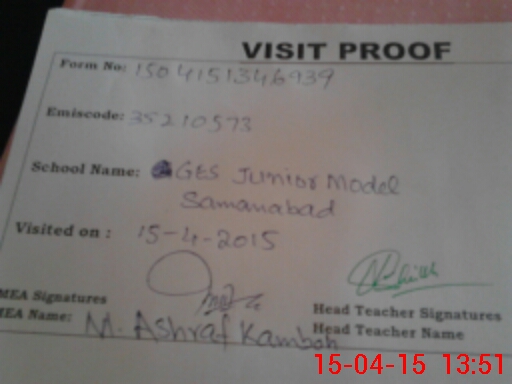 VISIT PROOF
Form No: 1504151346939
Emiscode: 35210573
School Name: GES Junior Model
Samanabad
Visited on : 15-4-2015
MEA Signatures
Head Teacher Signatures
MEA Name: M. Ashraf Kamboh
Head Teacher Name
15-04-15 13:51